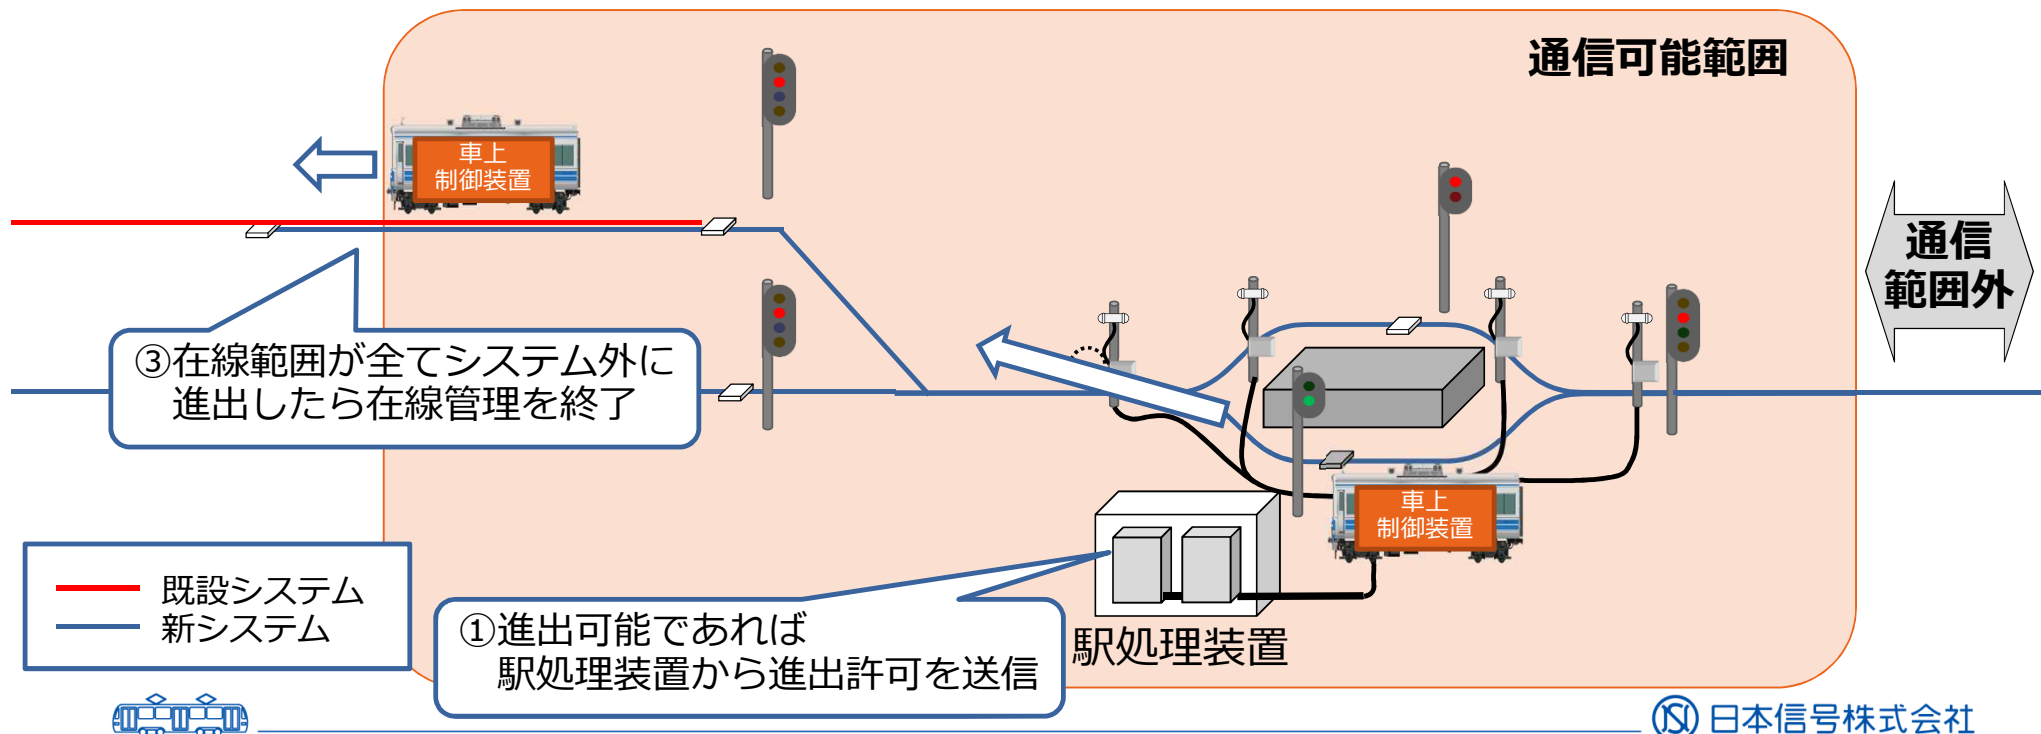 通信可能範囲
車上
制御装置
通信
範囲外
③在線範囲が全てシステム外に
進出したら在線管理を終了
車上
制御装置
既設システム
新システム
①進出可能であれば
駅処理装置から進出許可を送信
駅処理装置
日本信号株式会社